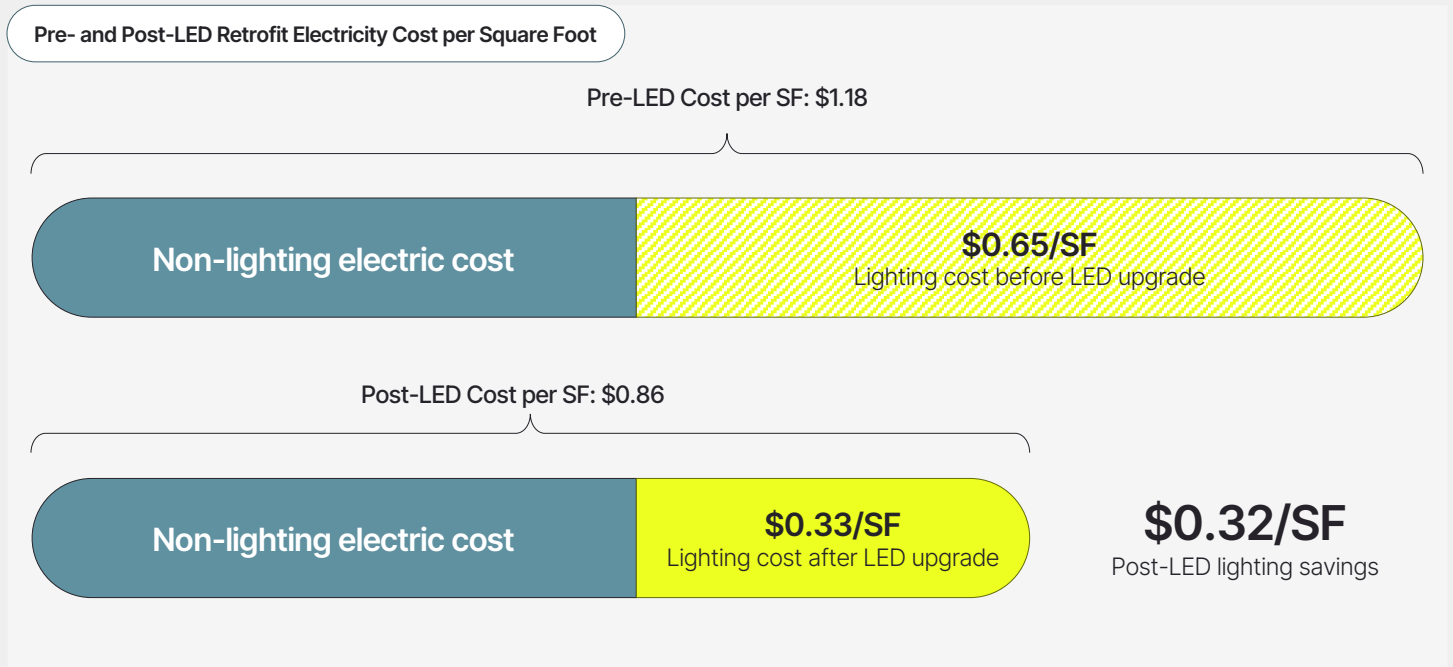 Pre- and Post-LED Retrofit Electricity Cost per Square Foot
Pre-LED Cost per SF: $1.18
Non-lighting electric cost
$0.65/SF
Lighting cost before LED upgrade
Post-LED Cost per SF: $0.86
Non-lighting electric cost
$0.33/SF
Lighting cost after LED upgrade
$0.32/SF
Post-LED lighting savings